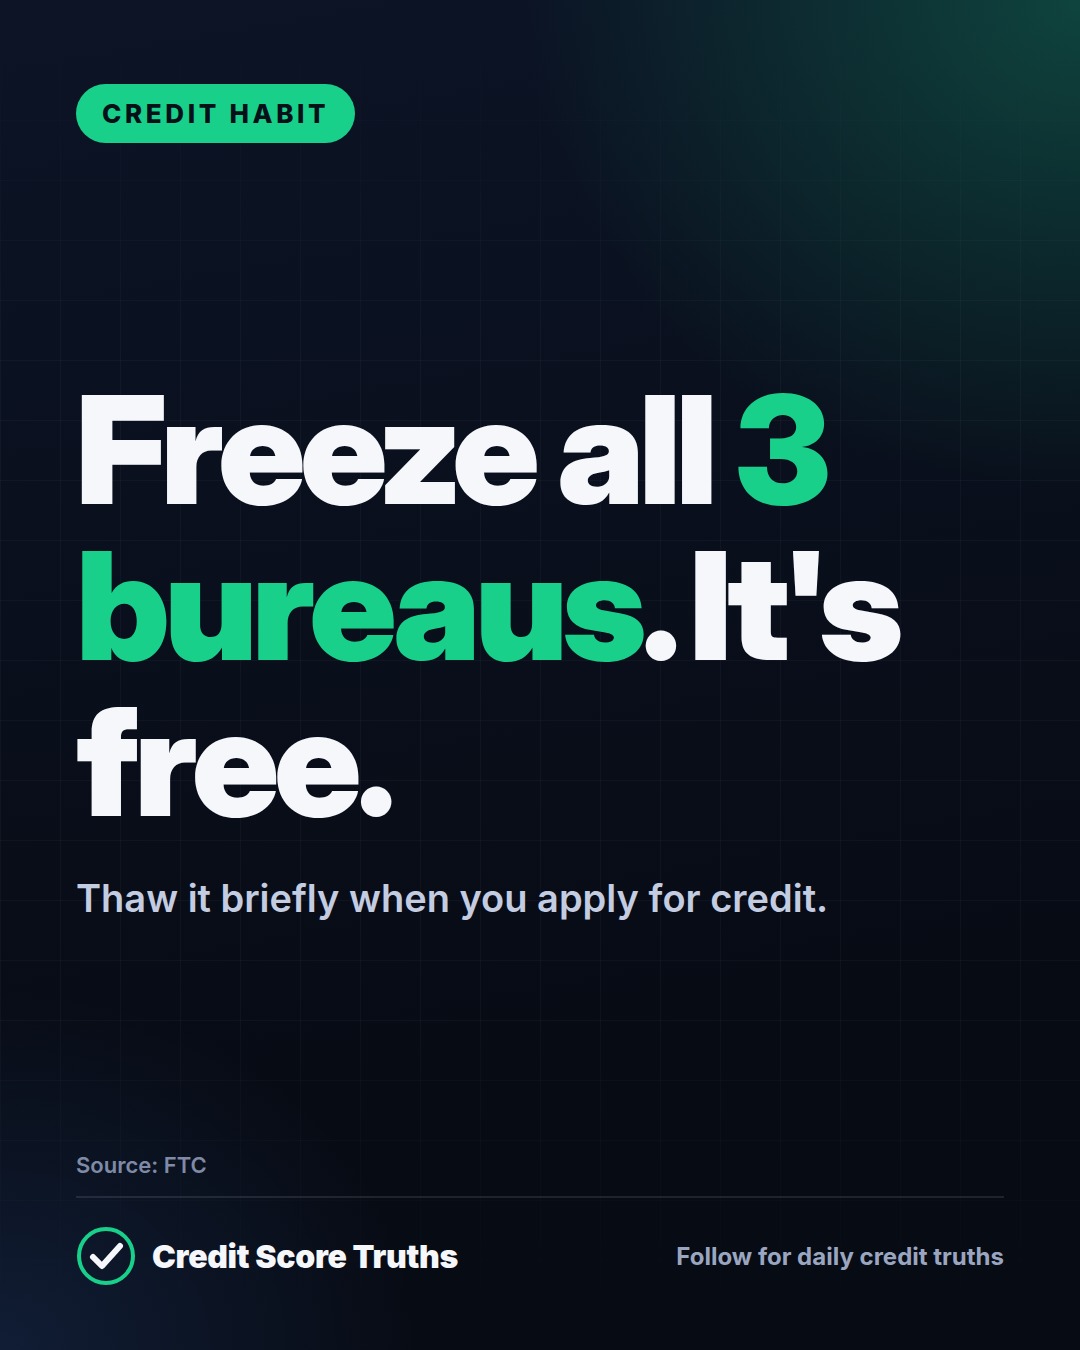 CREDIT HABIT
Freeze all 3
bureaus. It's
free.
Thaw it briefly when you apply for credit.
Source: FTC
Credit Score Truths
Follow for daily credit truths